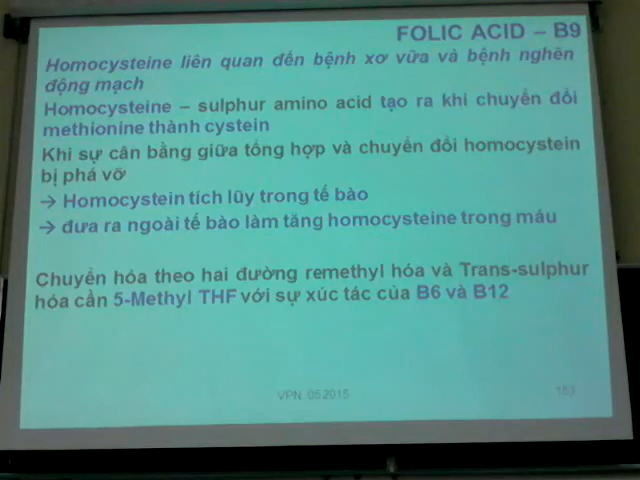 FOLIC ACID – B9
Homocysteine liên quan đến bệnh xơ vữa và bệnh nghẽn
động mạch
Homocysteine – sulphur amino acid tạo ra khi chuyển đổi
methionine thành cystein
Khi sự cân bằng giữa tổng hợp và chuyển đổi homocystein
bị phá vỡ
→ Homocystein tích lũy trong tế bào
→ đưa ra ngoài tế bào làm tăng homocysteine trong máu
Chuyển hóa theo hai đường remethyl hóa và Trans-sulphur
hóa cần 5-Methyl THF với sự xúc tác của B6 và B12
VPN 05 2015
163